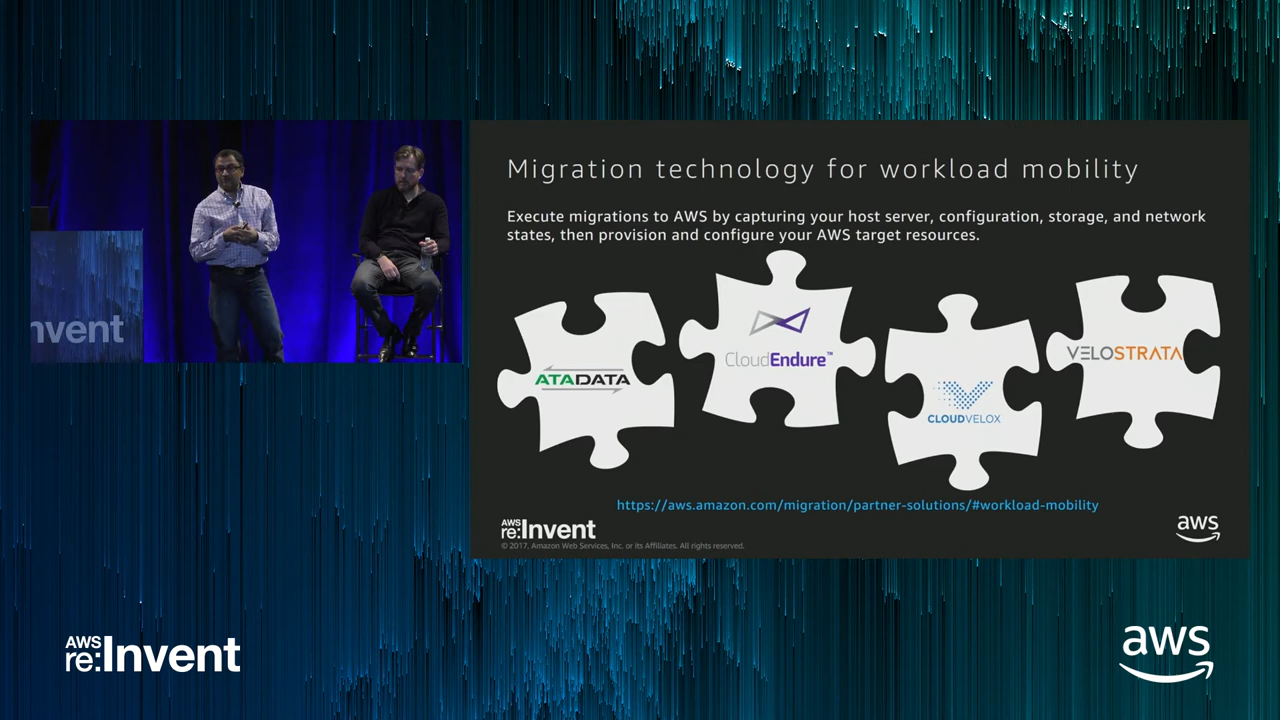 Migration technology for workload mobility
Execute migrations to AWS by capturing your host server, configuration, storage, and network
states, then provision and configure your AWS target resources.
ATADATA
CloudEndure™
CLOUDVELOX
VELOSTRATA
https://aws.amazon.com/migration/partner-solutions/#workload-mobility
AWS
re:Invent
© 2017, Amazon Web Services, Inc. or its Affiliates. All rights reserved.
aws
nvent
AWS
re:Invent
aws